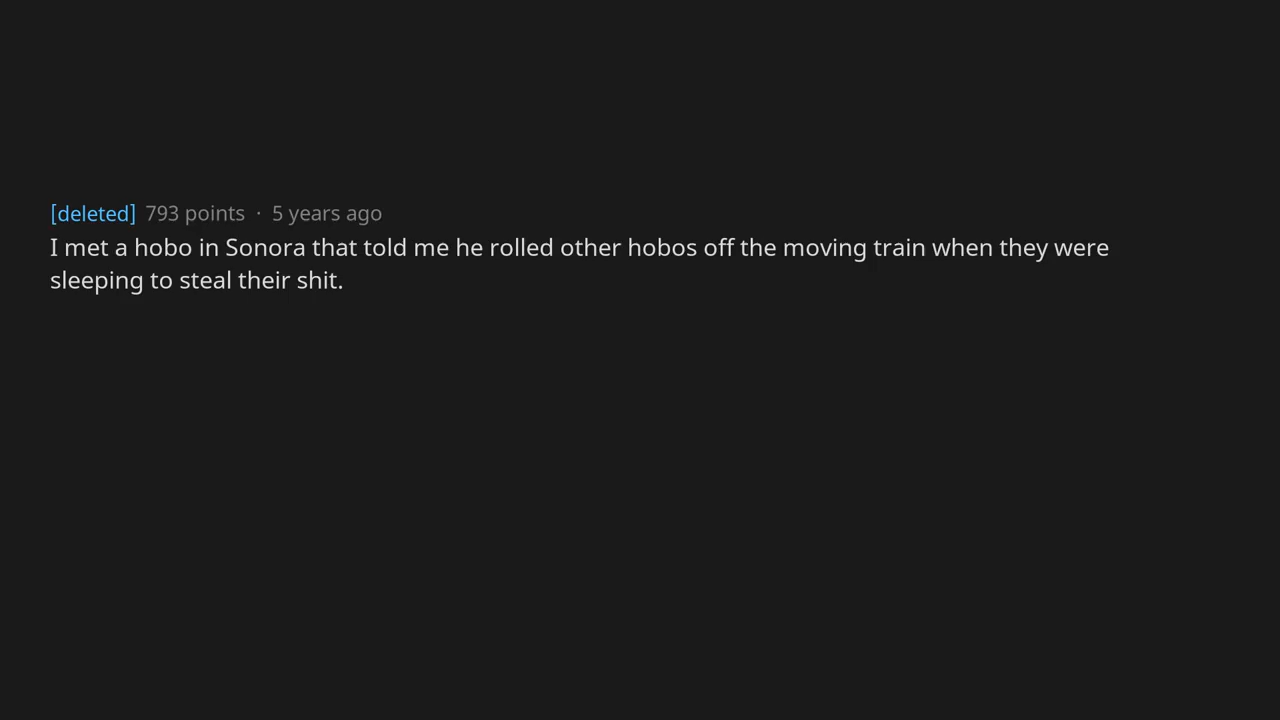 [deleted] 793 points · 5 years ago
I met a hobo in Sonora that told me he rolled other hobos off the moving train when they were
sleeping to steal their shit.